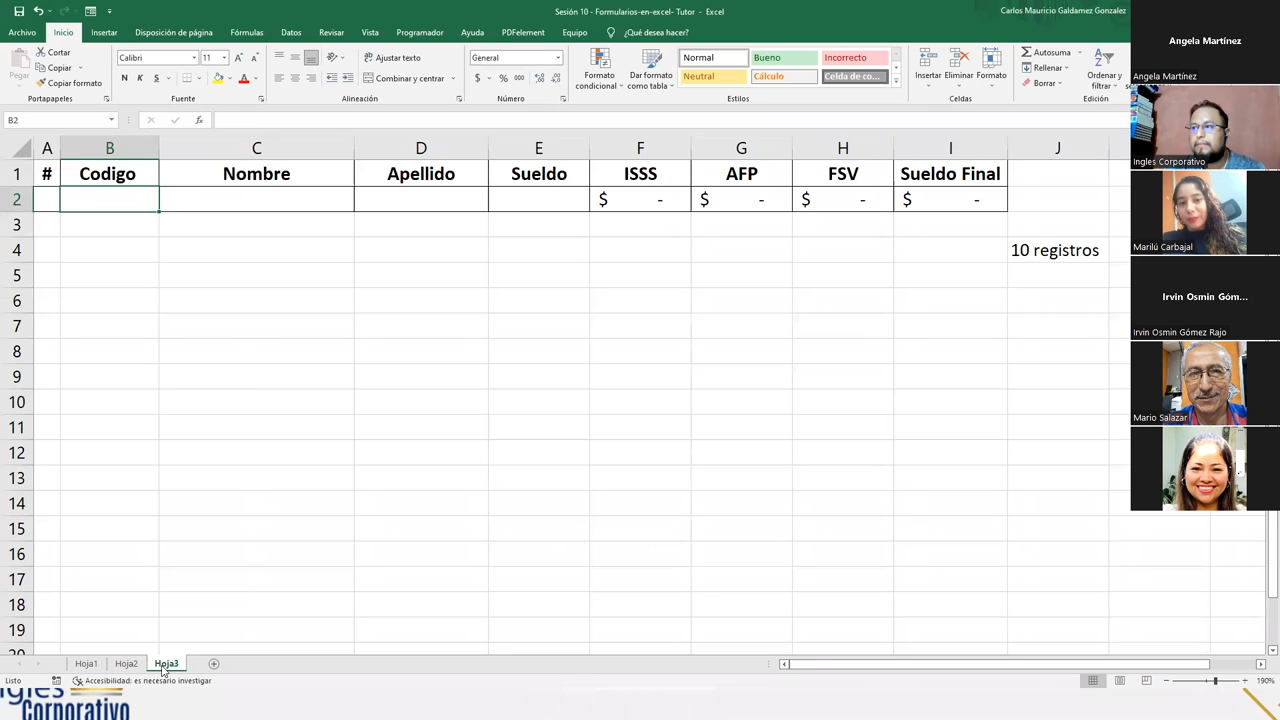 Sesión 10 - Formularios-en-excel- Tutor - Excel
Carlos Mauricio Galdamez Gonzalez
Archivo Inicio Insertar Disposición de página Fórmulas Datos Revisar Vista Programador Ayuda PDFelement Equipo ¿Qué desea hacer?
Pegar
Cortar
Copiar
Copiar formato
Portapapeles
Calibri 11
N K S
Fuente
Ajustar texto
Combinar y centrar
Alineación
General
$ % 000
Número
Formato condicional
Dar formato como tabla
Normal Bueno Incorrecto
Neutral Cálculo Celda de co...
Estilos
Insertar Eliminar Formato
Celdas
Autosuma
Rellenar
Borrar
Ordenar y filtrar
Edición
B2
fx
A B C D E F G H I J
1 # Codigo Nombre Apellido Sueldo ISSS AFP FSV Sueldo Final
2 $ - $ - $ - $ -
3
4 10 registros
5
6
7
8
9
10
11
12
13
14
15
16
17
18
19
20
Hoja1 Hoja2 Hoja3
Listo Accesibilidad: es necesario investigar
190%
Angela Martínez
Angela Martínez
Ingles Corporativo
Marilú Carbajal
Irvin Osmin Góm...
Irvin Osmin Gómez Rajo
Mario Salazar
Ingles
Corporativo